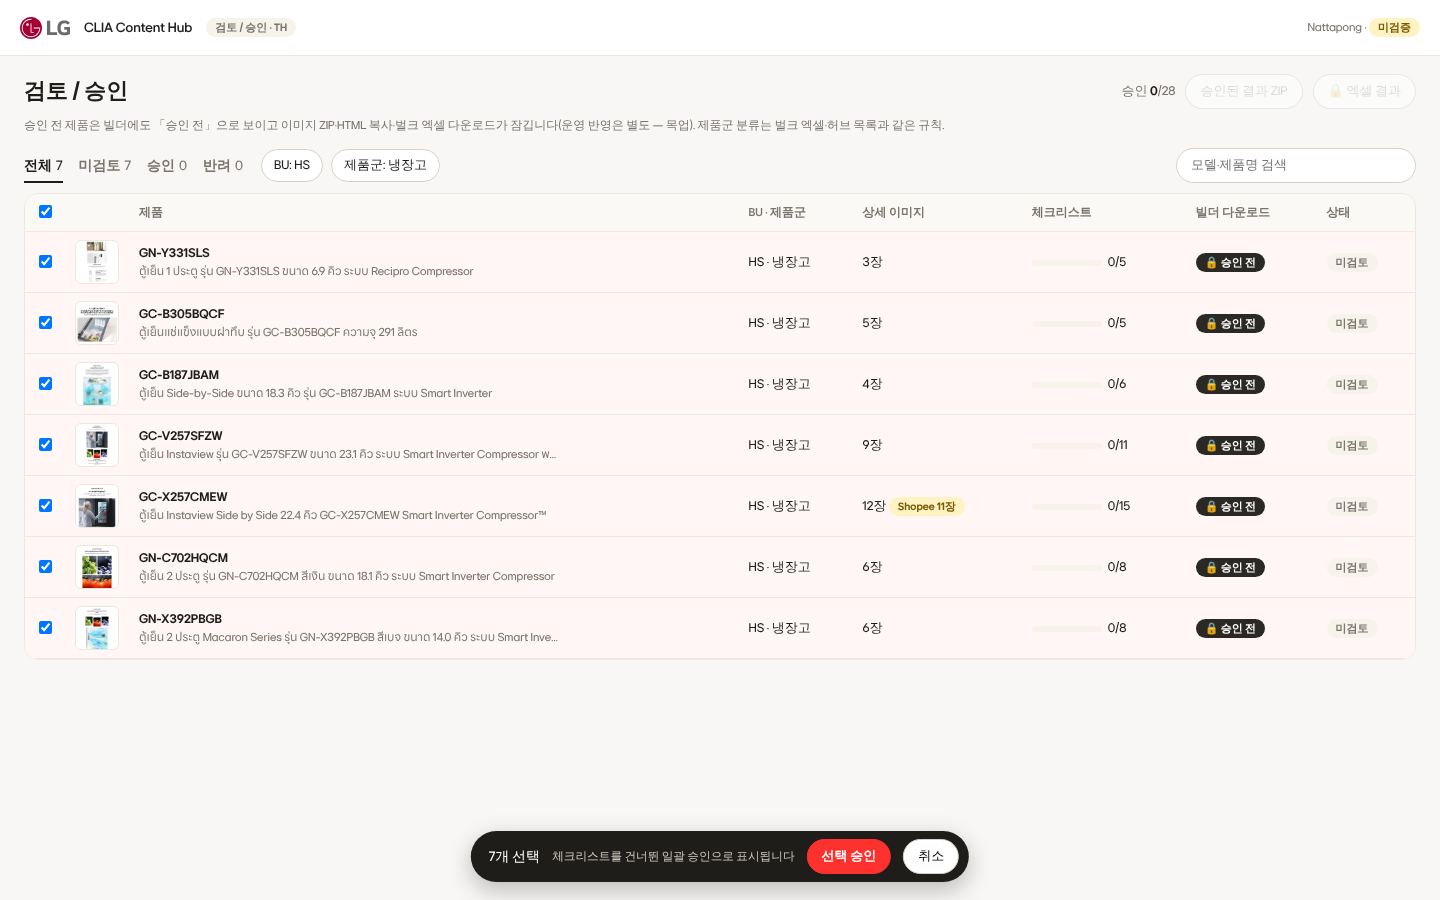 LG CLIA Content Hub 검토 / 승인 · TH Nattapong · 미검증
검토 / 승인 승인 0/28 승인된 결과 ZIP 🔒 엑셀 결과
승인 전 제품은 빌더에도 「승인 전」으로 보이고 이미지 ZIP·HTML 복사·벌크 엑셀 다운로드가 잠깁니다(운영 반영은 별도 — 목업). 제품군 분류는 벌크 엑셀·허브 목록과 같은 규칙.
전체 7 미검토 7 승인 0 반려 0 BU: HS 제품군: 냉장고 모델·제품명 검색
제품 BU · 제품군 상세 이미지 체크리스트 빌더 다운로드 상태
GN-Y331SLS
ตู้เย็น 1 ประตู รุ่น GN-Y331SLS ขนาด 6.9 คิว ระบบ Recipro Compressor
HS · 냉장고 3장 0/5 🔒 승인 전 미검토
GC-B305BQCF
ตู้เย็นแช่แข็งแบบฝาทึบ รุ่น GC-B305BQCF ความจุ 291 ลิตร
HS · 냉장고 5장 0/5 🔒 승인 전 미검토
GC-B187JBAM
ตู้เย็น Side-by-Side ขนาด 18.3 คิว รุ่น GC-B187JBAM ระบบ Smart Inverter
HS · 냉장고 4장 0/6 🔒 승인 전 미검토
GC-V257SFZW
ตู้เย็น Instaview รุ่น GC-V257SFZW ขนาด 23.1 คิว ระบบ Smart Inverter Compressor พ...
HS · 냉장고 9장 0/11 🔒 승인 전 미검토
GC-X257CMEW
ตู้เย็น Instaview Side by Side 22.4 คิว GC-X257CMEW Smart Inverter Compressor™
HS · 냉장고 12장 Shopee 11장 0/15 🔒 승인 전 미검토
GN-C702HQCM
ตู้เย็น 2 ประตู รุ่น GN-C702HQCM สีเงิน ขนาด 18.1 คิว ระบบ Smart Inverter Compressor
HS · 냉장고 6장 0/8 🔒 승인 전 미검토
GN-X392PBGB
ตู้เย็น 2 ประตู Macaron Series รุ่น GN-X392PBGB สีเบจ ขนาด 14.0 คิว ระบบ Smart Inve...
HS · 냉장고 6장 0/8 🔒 승인 전 미검토
7개 선택 체크리스트를 건너뛴 일괄 승인으로 표시됩니다 선택 승인 취소